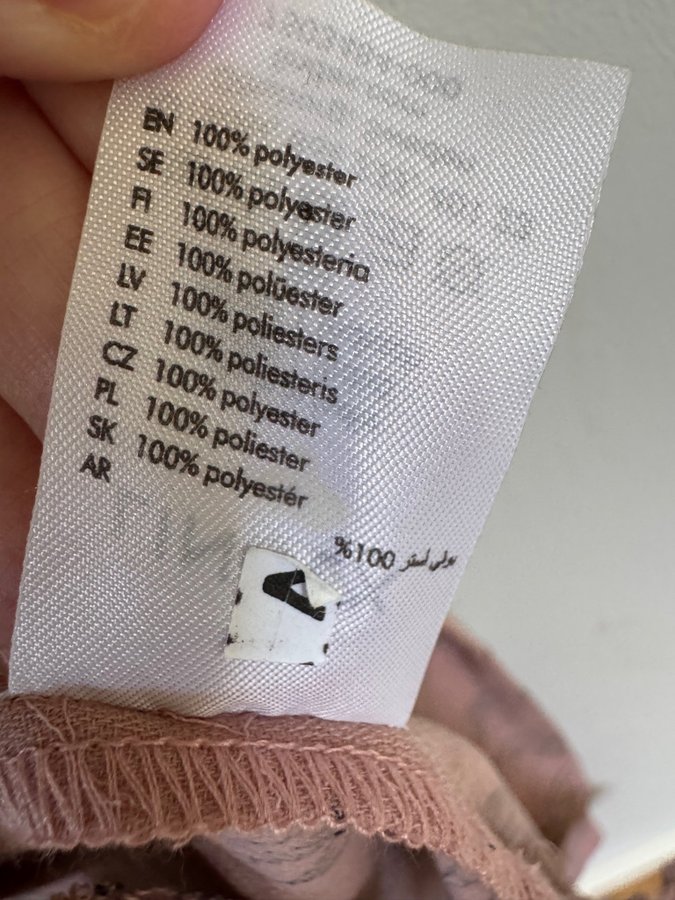 EN 100% polyester
SE 100% polyester
FI 100% polyesteria
EE 100% polüester
LV 100% poliesters
LT 100% poliesteris
CZ 100% polyester
PL 100% poliester
SK 100% polyestér
AR
بولي استر 100%